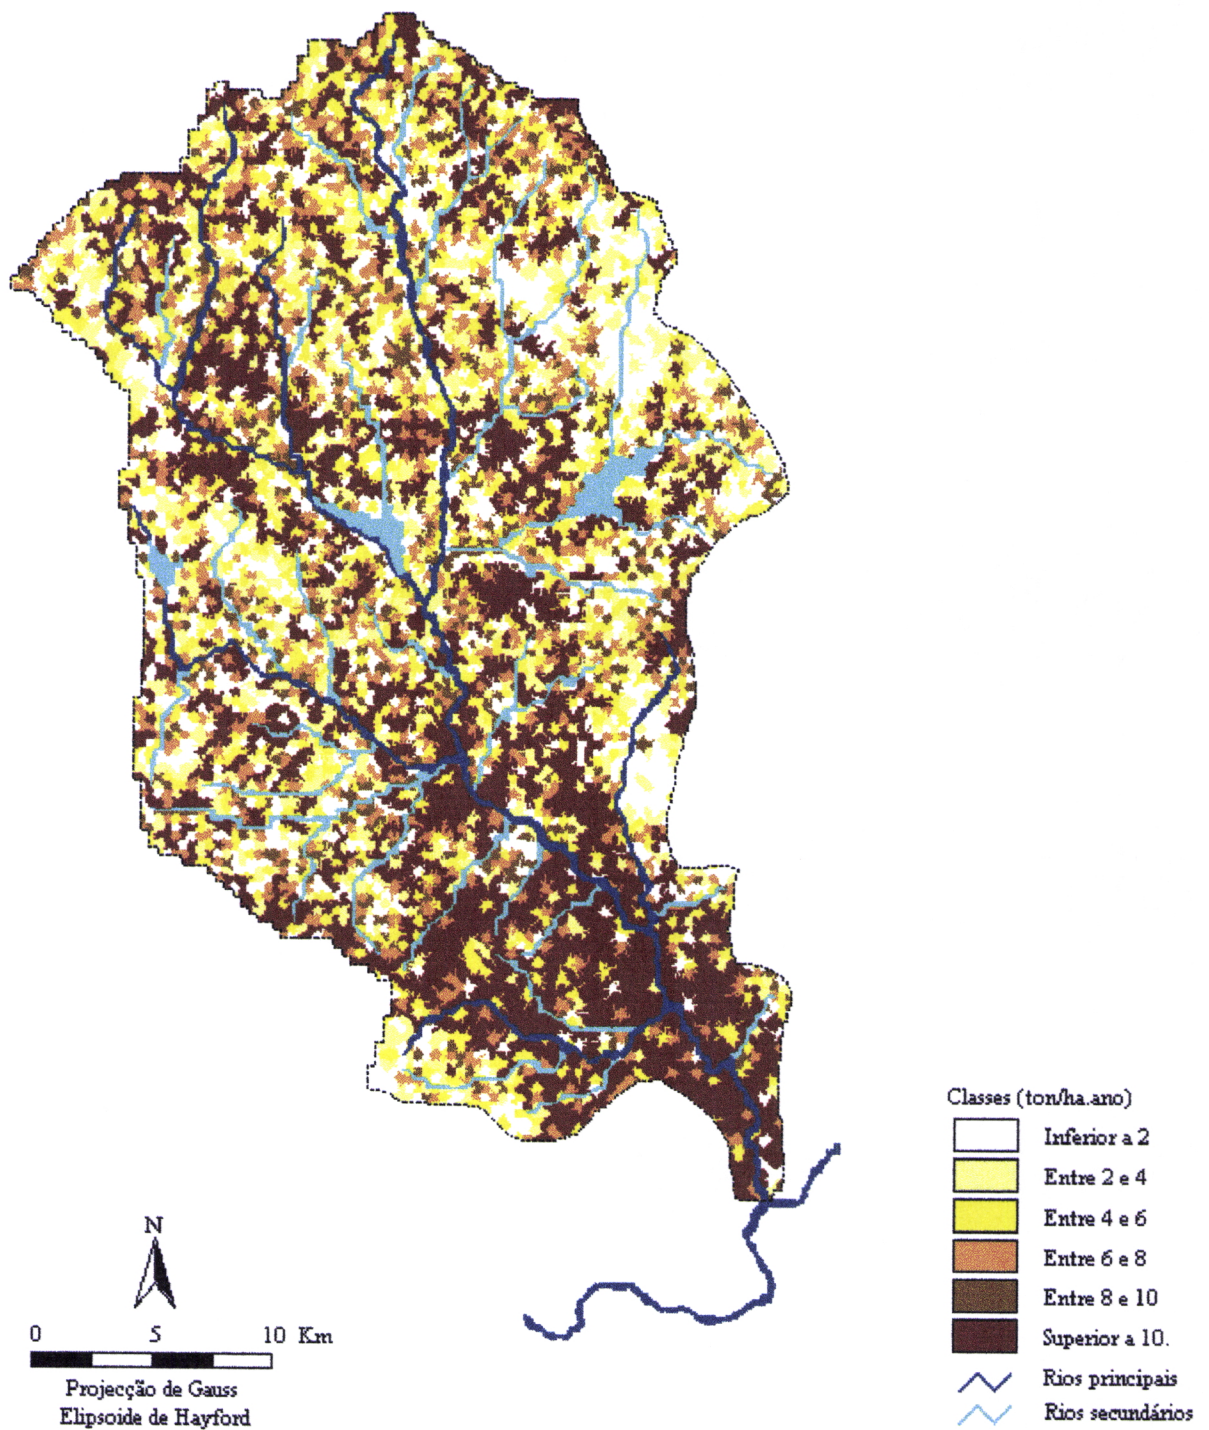 Classes (ton/ha.ano)
Inferior a 2
Entre 2 e 4
Entre 4 e 6
Entre 6 e 8
Entre 8 e 10
Superior a 10.
Rios principais
Rios secundários
N
0 5 10 Km
Projecção de Gauss
Elipsoide de Hayford